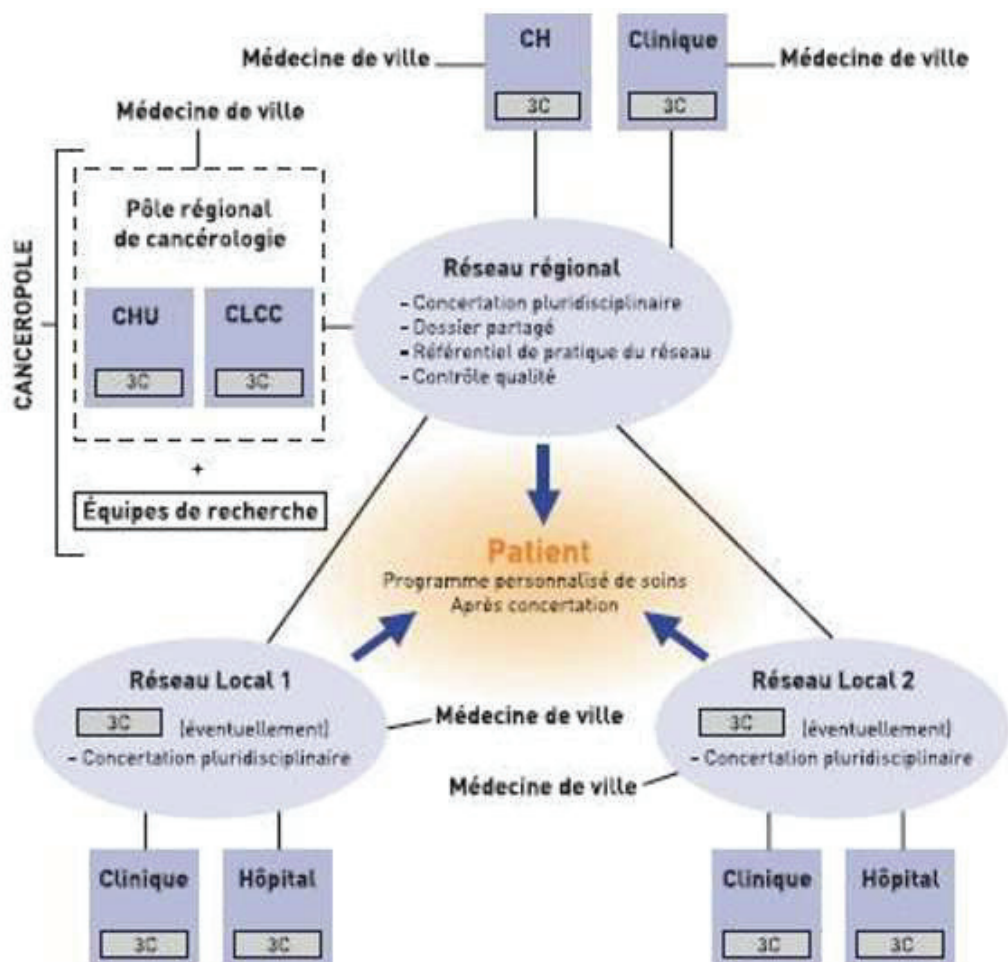 CH
Clinique
Médecine de ville
Médecine de ville
3C
3C
Médecine de ville
CANCEROPOLE
Pôle régional
de cancérologie
CHU
CLCC
3C
3C
+
Équipes de recherche
Réseau régional
- Concertation pluridisciplinaire
- Dossier partagé
- Référentiel de pratique du réseau
- Contrôle qualité
Patient
Programme personnalisé de soins
Après concertation
Réseau Local 1
3C (éventuellement)
- Concertation pluridisciplinaire
Médecine de ville
Réseau Local 2
3C (éventuellement)
- Concertation pluridisciplinaire
Médecine de ville
Clinique
Hôpital
3C
3C
Clinique
Hôpital
3C
3C